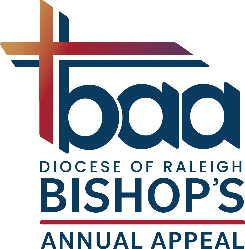 baa
DIOCESE OF RALEIGH
BISHOP'S
ANNUAL APPEAL